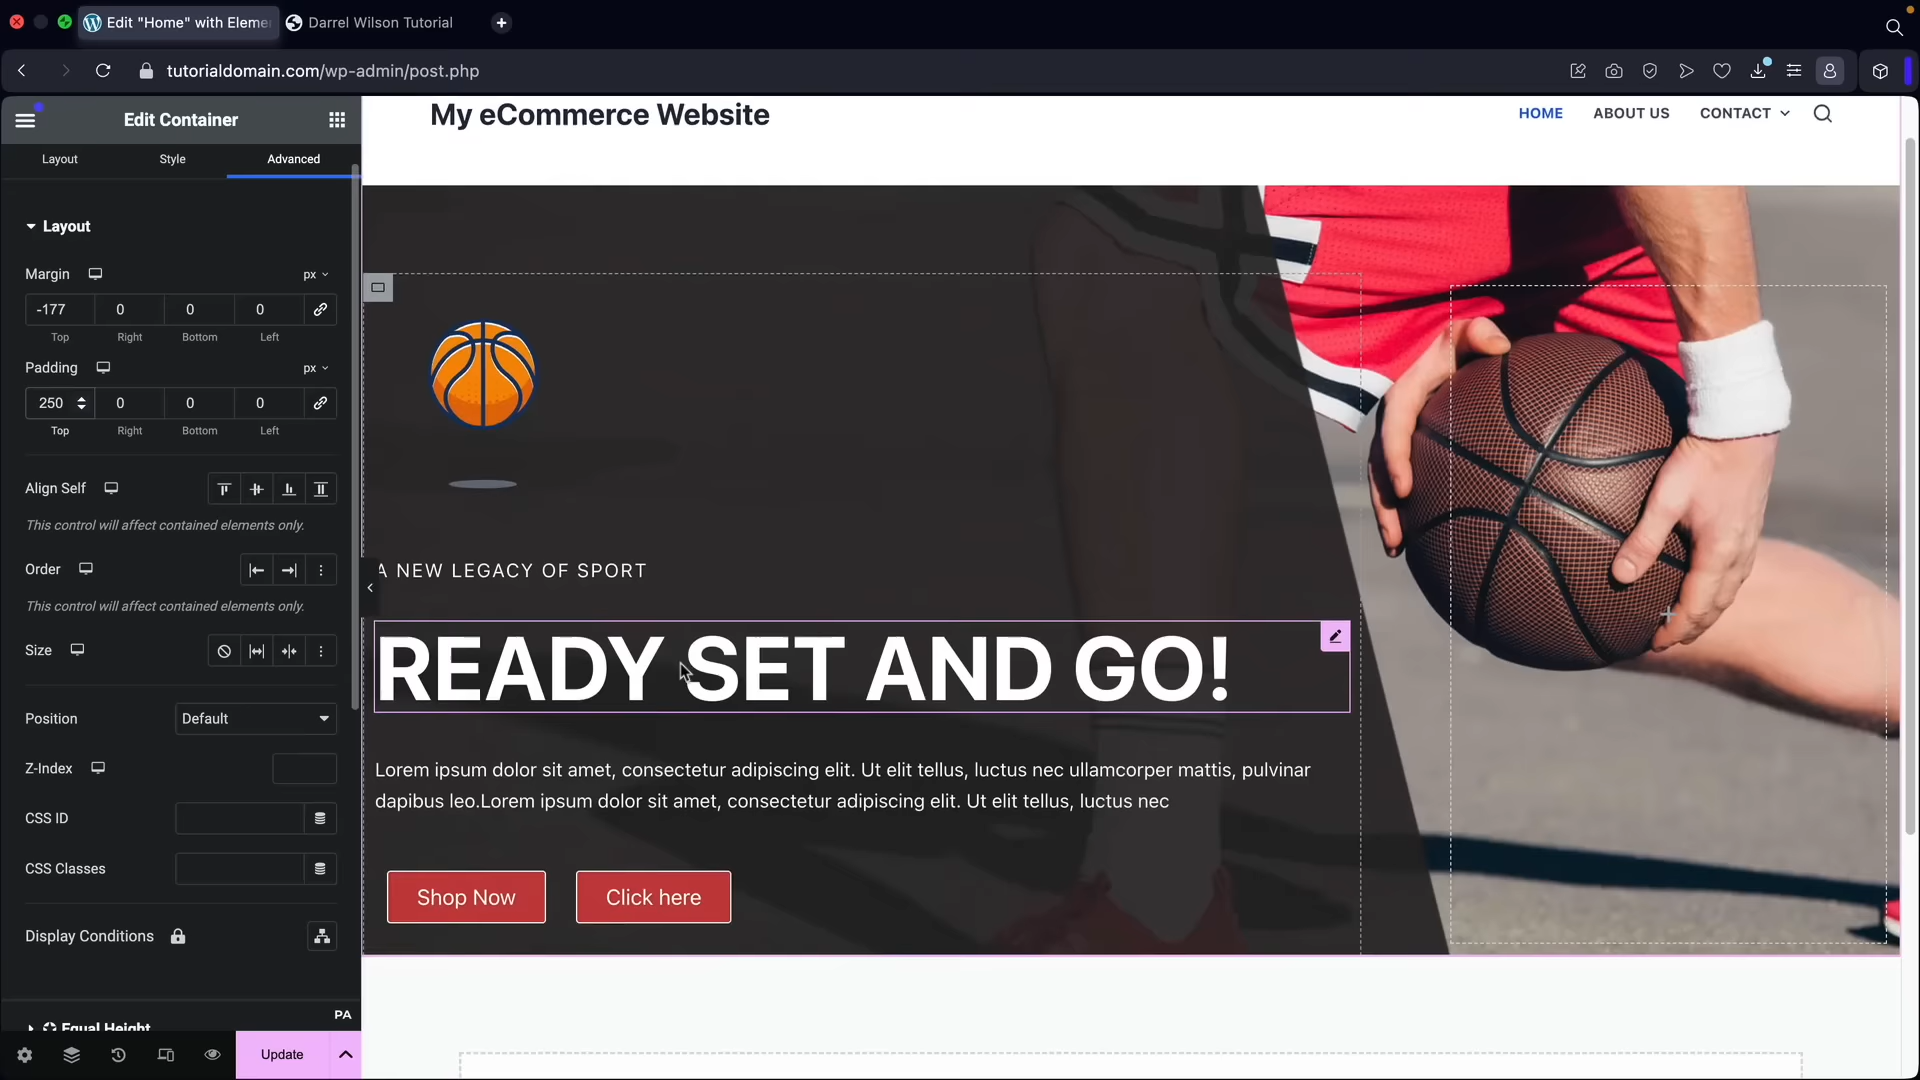 Edit "Home" with Eleme
Darrel Wilson Tutorial
tutorialdomain.com/wp-admin/post.php
Edit Container
Layout
Style
Advanced
Layout
Margin
px
-177
0
0
0
Top
Right
Bottom
Left
Padding
px
250
0
0
0
Top
Right
Bottom
Left
Align Self
This control will affect contained elements only.
Order
This control will affect contained elements only.
Size
Position
Default
Z-Index
CSS ID
CSS Classes
Display Conditions
PA
Equal Height
Update
My eCommerce Website
HOME
ABOUT US
CONTACT
A NEW LEGACY OF SPORT
READY SET AND GO!
Lorem ipsum dolor sit amet, consectetur adipiscing elit. Ut elit tellus, luctus nec ullamcorper mattis, pulvinar
dapibus leo.Lorem ipsum dolor sit amet, consectetur adipiscing elit. Ut elit tellus, luctus nec
Shop Now
Click here